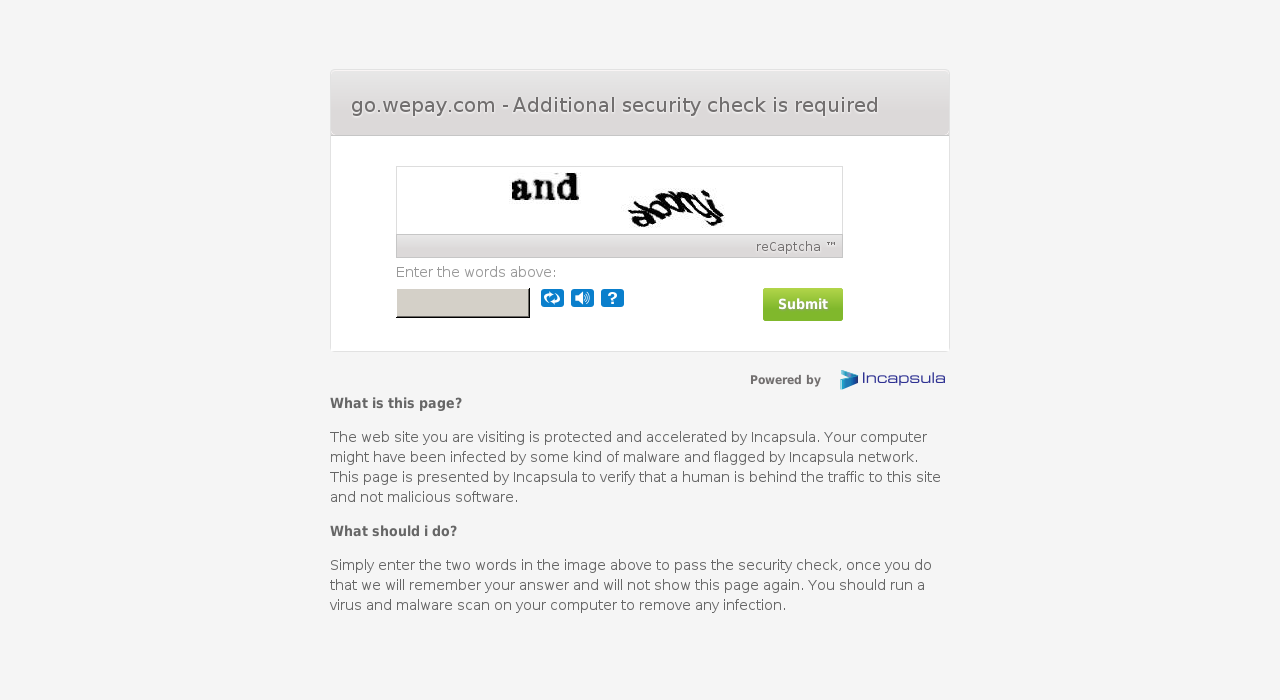 go.wepay.com - Additional security check is required
and
reCaptcha ™
Enter the words above:
?
Submit
Powered by Incapsula
What is this page?
The web site you are visiting is protected and accelerated by Incapsula. Your computer
might have been infected by some kind of malware and flagged by Incapsula network.
This page is presented by Incapsula to verify that a human is behind the traffic to this site
and not malicious software.
What should i do?
Simply enter the two words in the image above to pass the security check, once you do
that we will remember your answer and will not show this page again. You should run a
virus and malware scan on your computer to remove any infection.